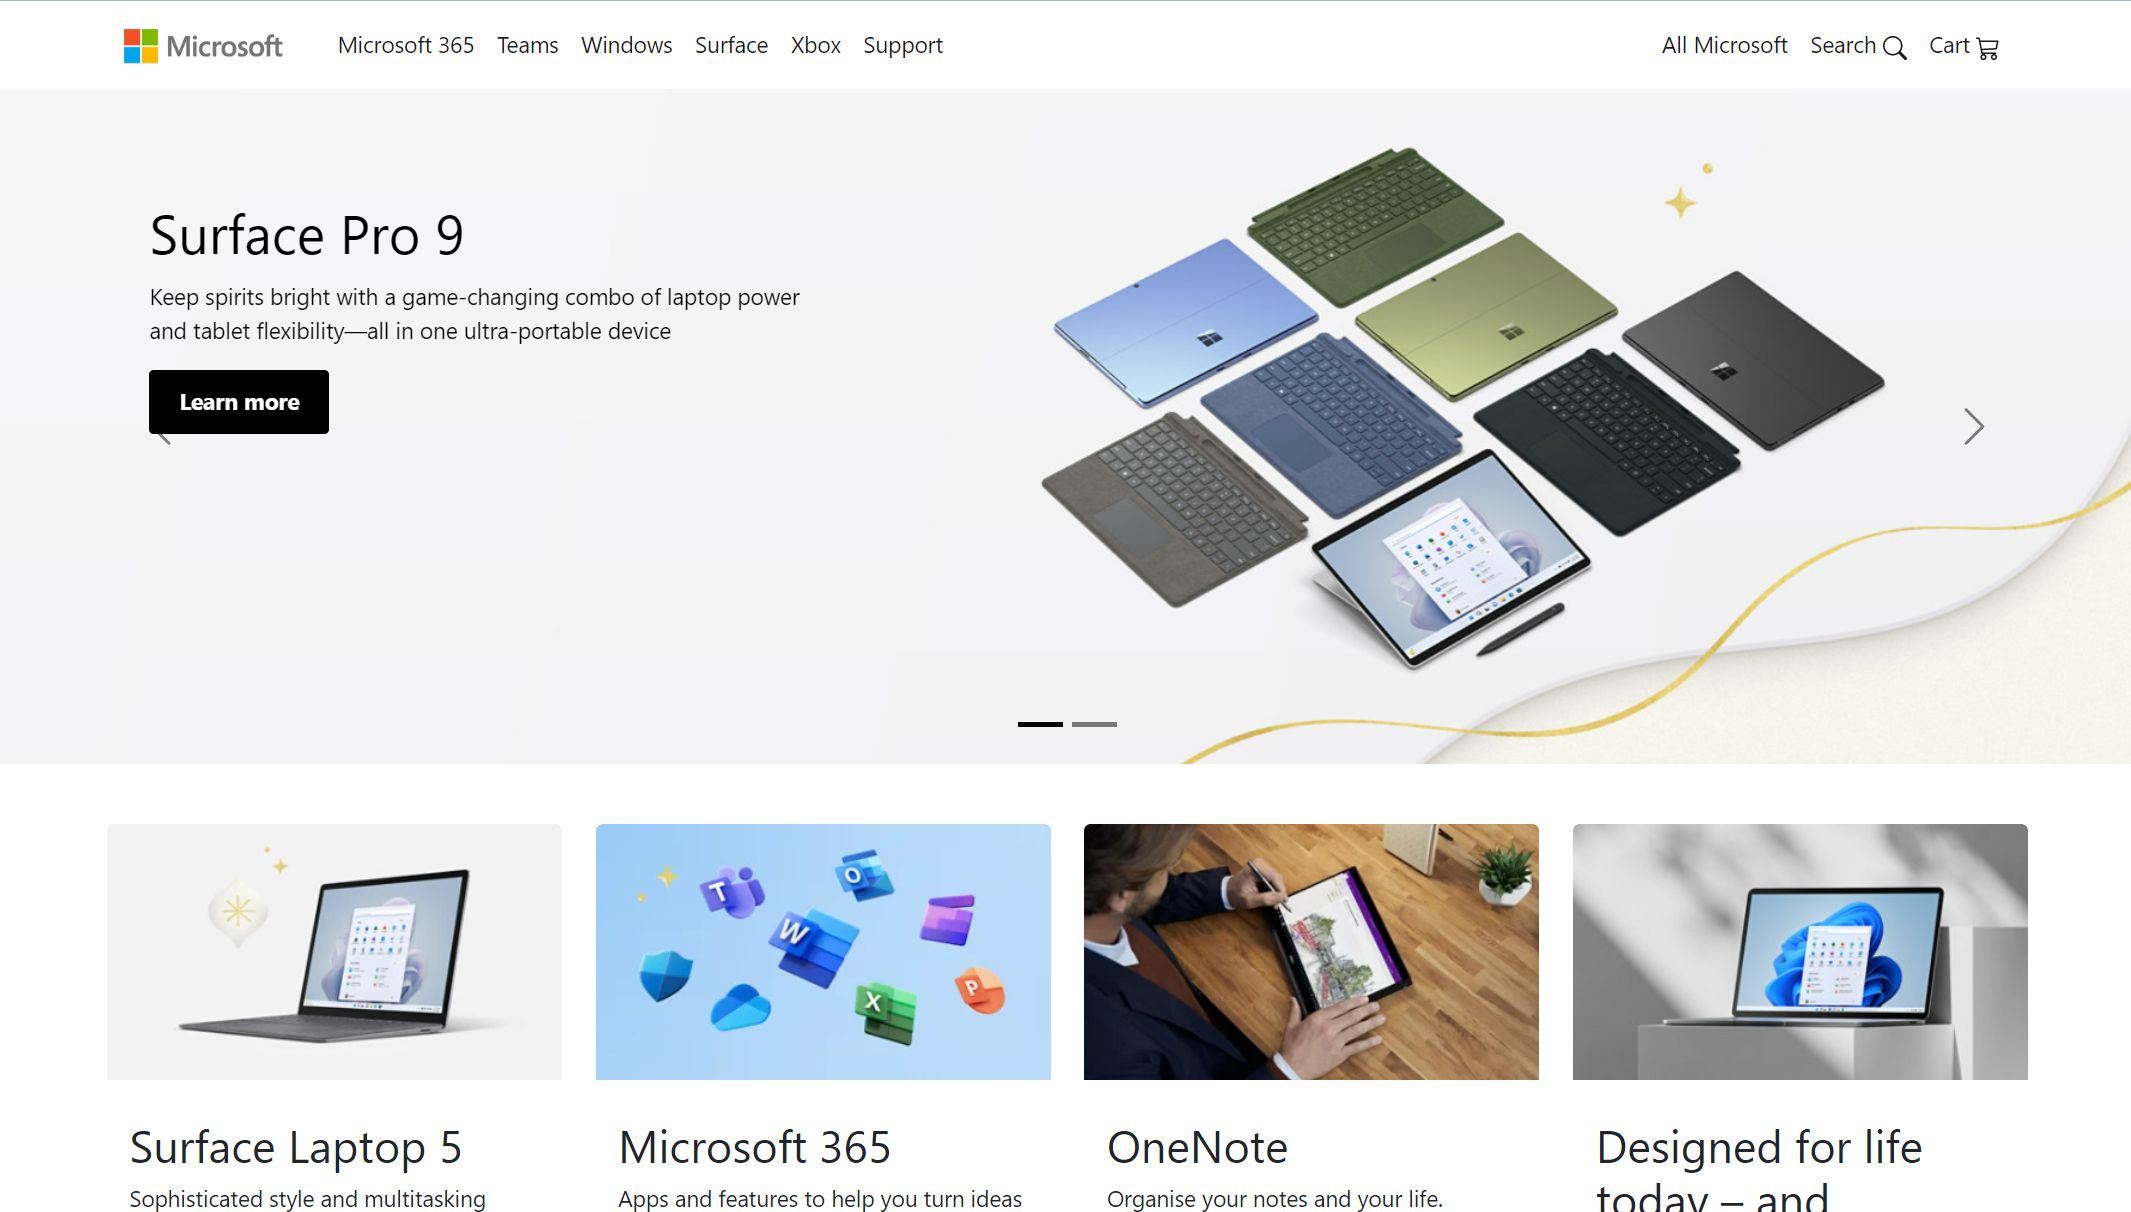 Microsoft
Microsoft 365
Teams
Windows
Surface
Xbox
Support
All Microsoft
Search
Cart
Surface Pro 9
Keep spirits bright with a game-changing combo of laptop power
and tablet flexibility—all in one ultra-portable device
Learn more
T
O
W
X
P
Surface Laptop 5
Sophisticated style and multitasking
Microsoft 365
Apps and features to help you turn ideas
OneNote
Organise your notes and your life.
Designed for life
today – and